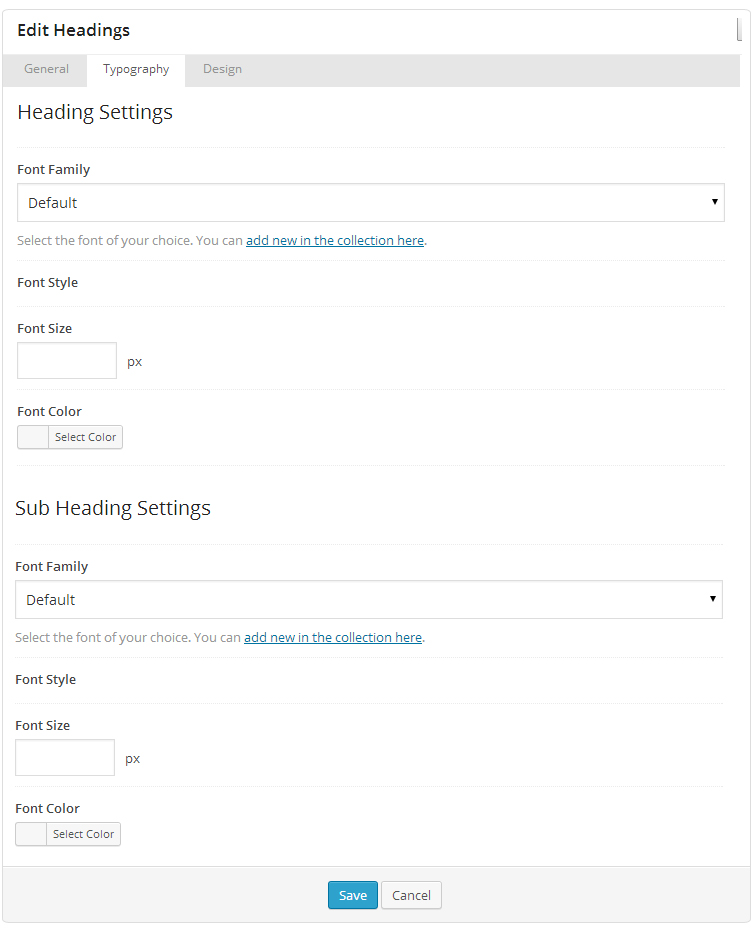 Edit Headings
General Typography Design
Heading Settings
Font Family
Default
Select the font of your choice. You can add new in the collection here.
Font Style
Font Size
px
Font Color
Select Color
Sub Heading Settings
Font Family
Default
Select the font of your choice. You can add new in the collection here.
Font Style
Font Size
px
Font Color
Select Color
Save Cancel